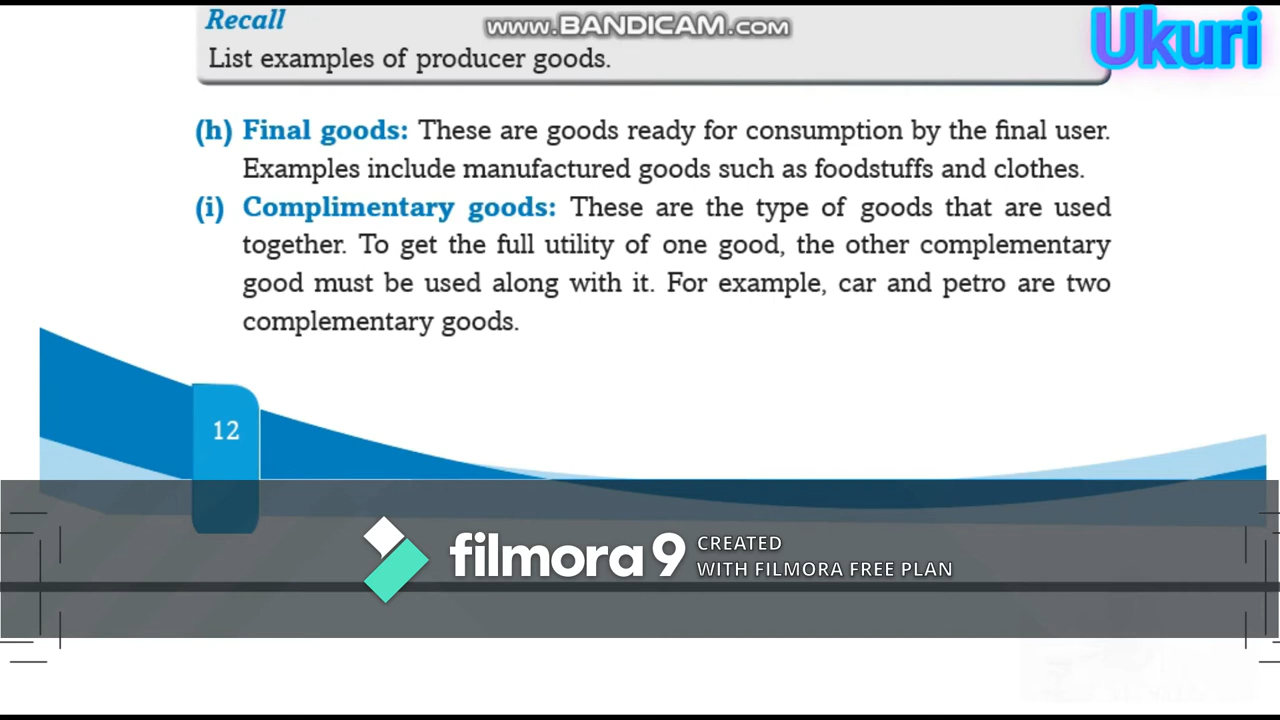 Recall
www.BANDICAM.com
Ukuri
List examples of producer goods.
(h) Final goods: These are goods ready for consumption by the final user.
Examples include manufactured goods such as foodstuffs and clothes.
(i) Complimentary goods: These are the type of goods that are used
together. To get the full utility of one good, the other complementary
good must be used along with it. For example, car and petro are two
complementary goods.
12
filmora 9
CREATED
WITH FILMORA FREE PLAN